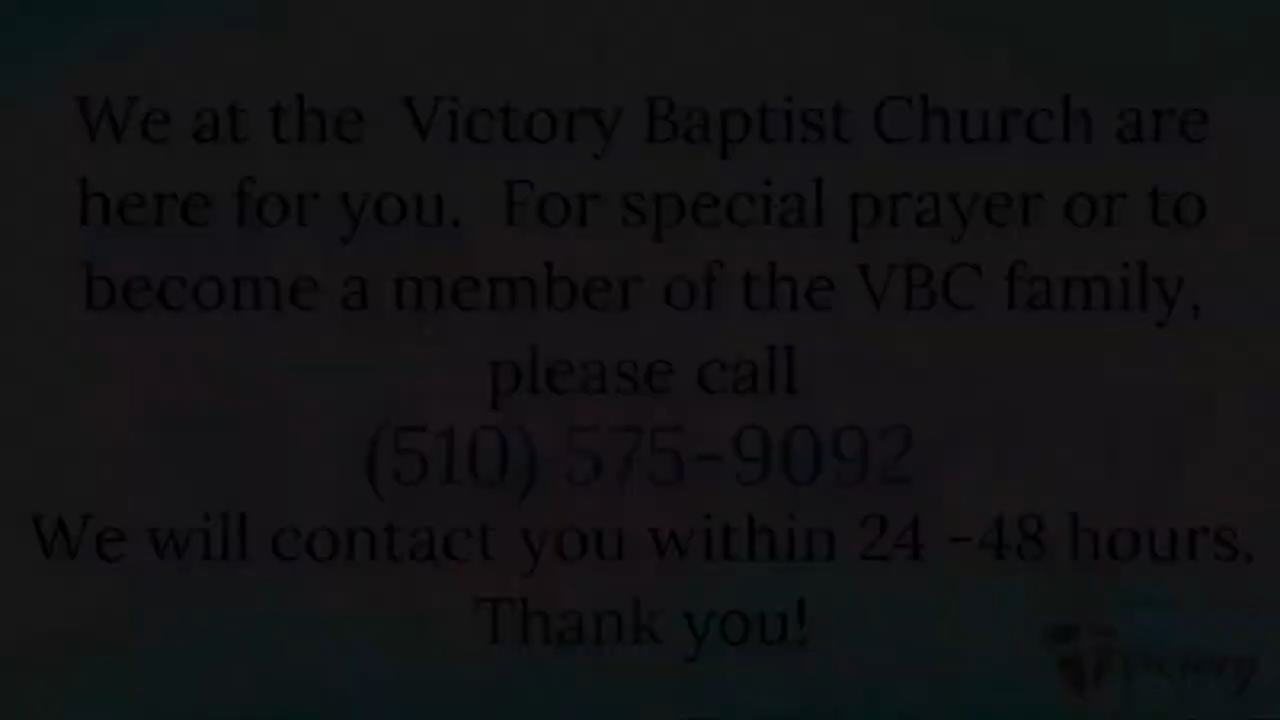 We at the Victory Baptist Church are
here for you. For special prayer or to
become a member of the VBC family,
please call
(510) 575-9092
We will contact you within 24 -48 hours.
Thank you!
Victory